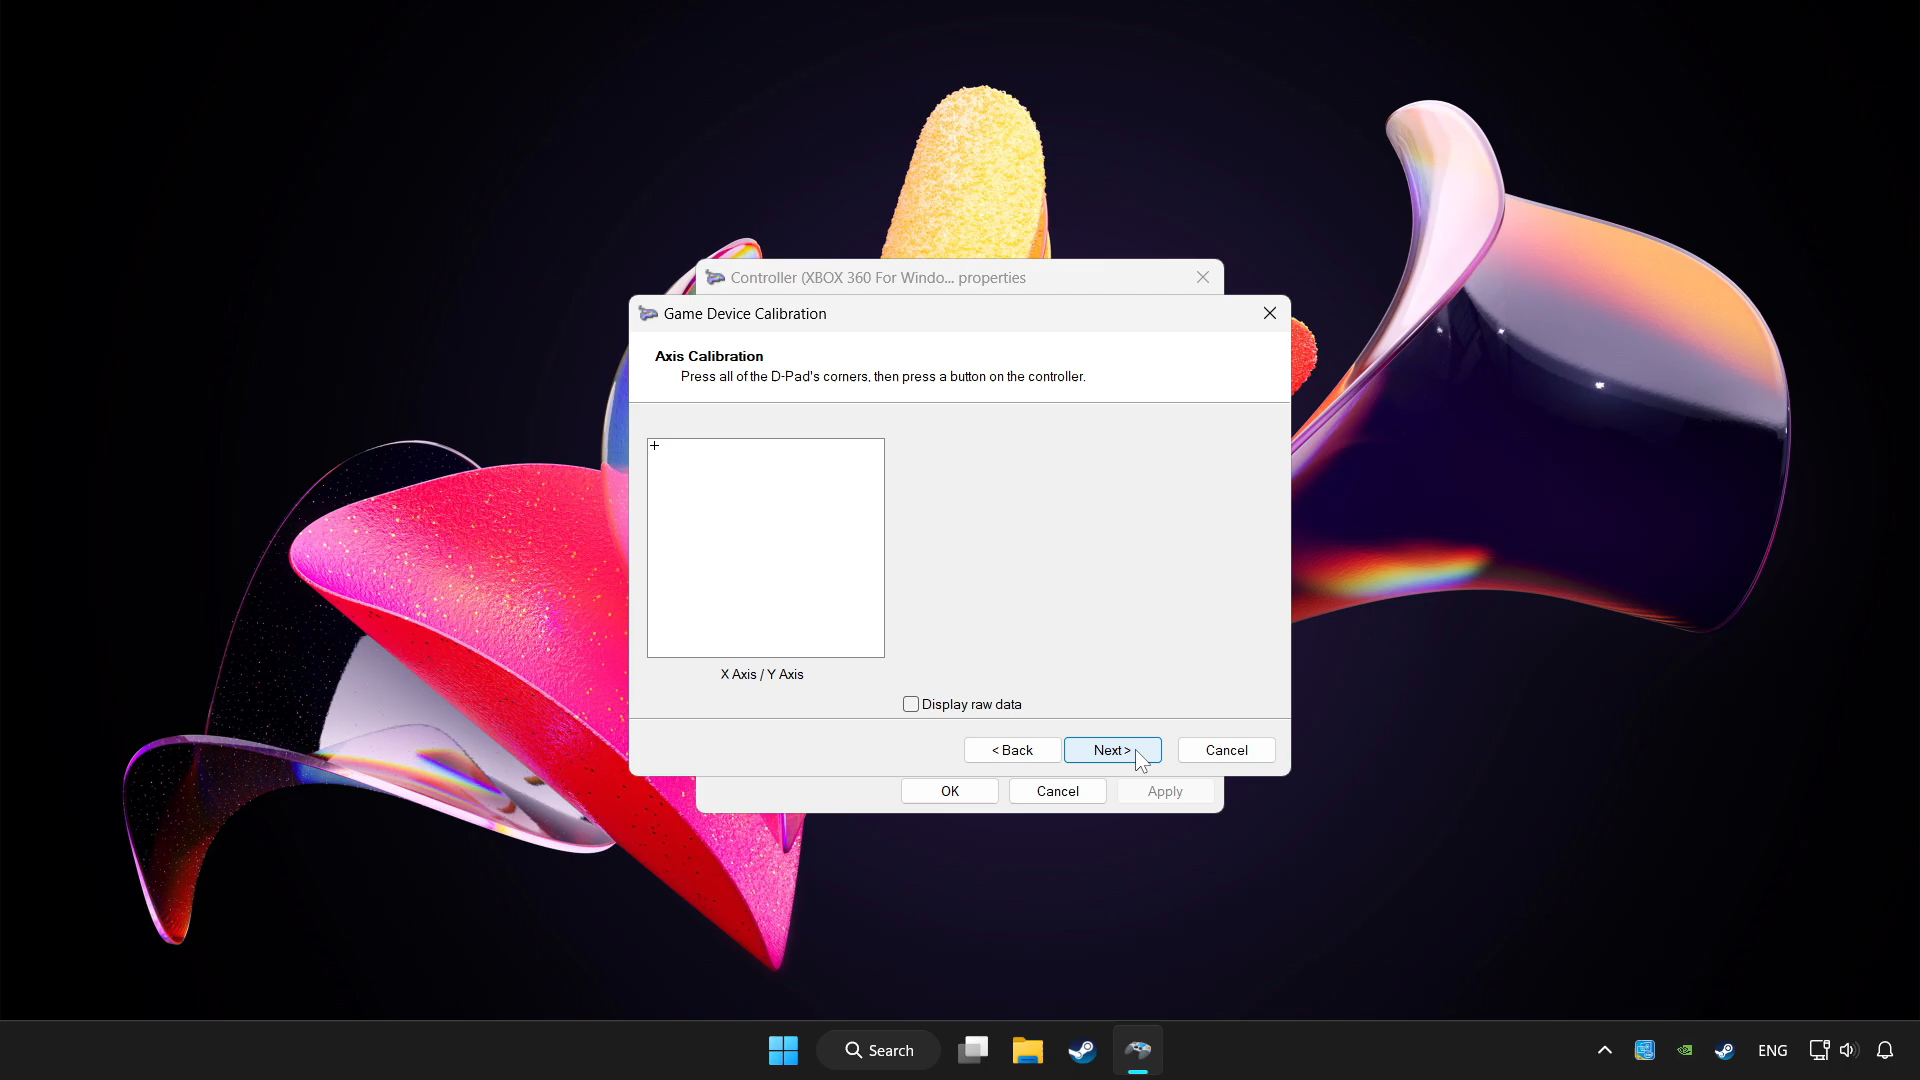 Controller (XBOX 360 For Windo... properties
Game Device Calibration
Axis Calibration
Press all of the D-Pad's corners, then press a button on the controller.
X Axis / Y Axis
Display raw data
< Back
Next >
Cancel
OK
Cancel
Apply
Search
ENG